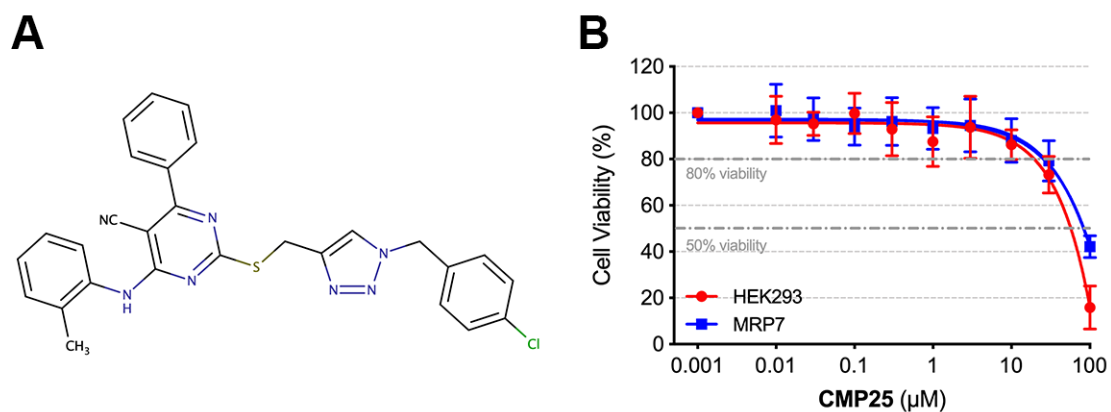 A
NC
N
N
N
H
CH3
S
N
N
N
Cl
B
Cell Viability (%)
120
100
80
60
40
20
0
80% viability
50% viability
HEK293
MRP7
0.001
0.01
0.1
1
10
100
CMP25 (µM)